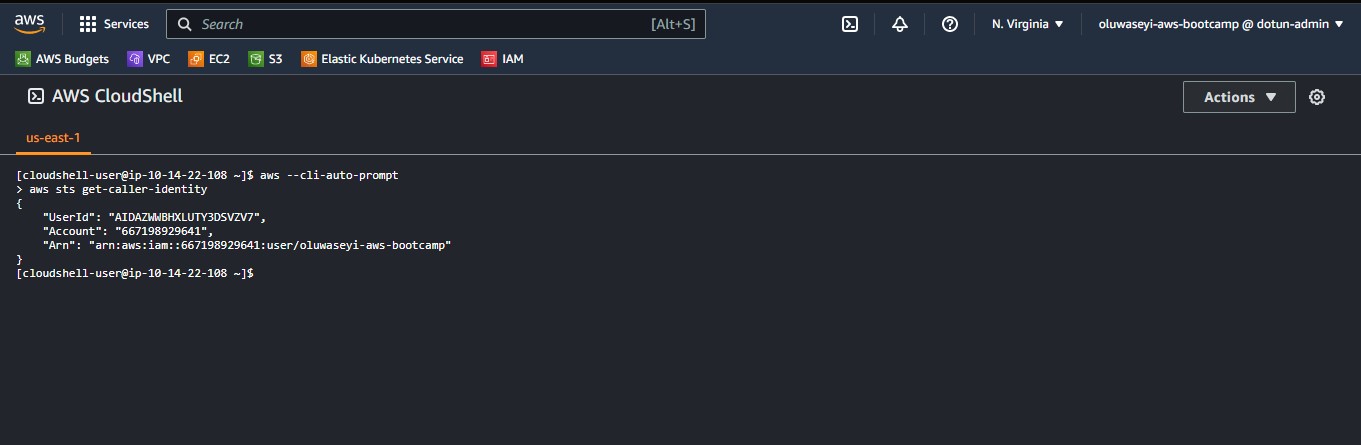 aws Services Search [Alt+S] N. Virginia oluwaseyi-aws-bootcamp @ dotun-admin
AWS Budgets VPC EC2 S3 Elastic Kubernetes Service IAM
AWS CloudShell Actions
us-east-1
[cloudshell-user@ip-10-14-22-108 ~]$ aws --cli-auto-prompt
> aws sts get-caller-identity
{
    "UserId": "AIDAZWWBHXLUTY3DSVZV7",
    "Account": "667198929641",
    "Arn": "arn:aws:iam::667198929641:user/oluwaseyi-aws-bootcamp"
}
[cloudshell-user@ip-10-14-22-108 ~]$